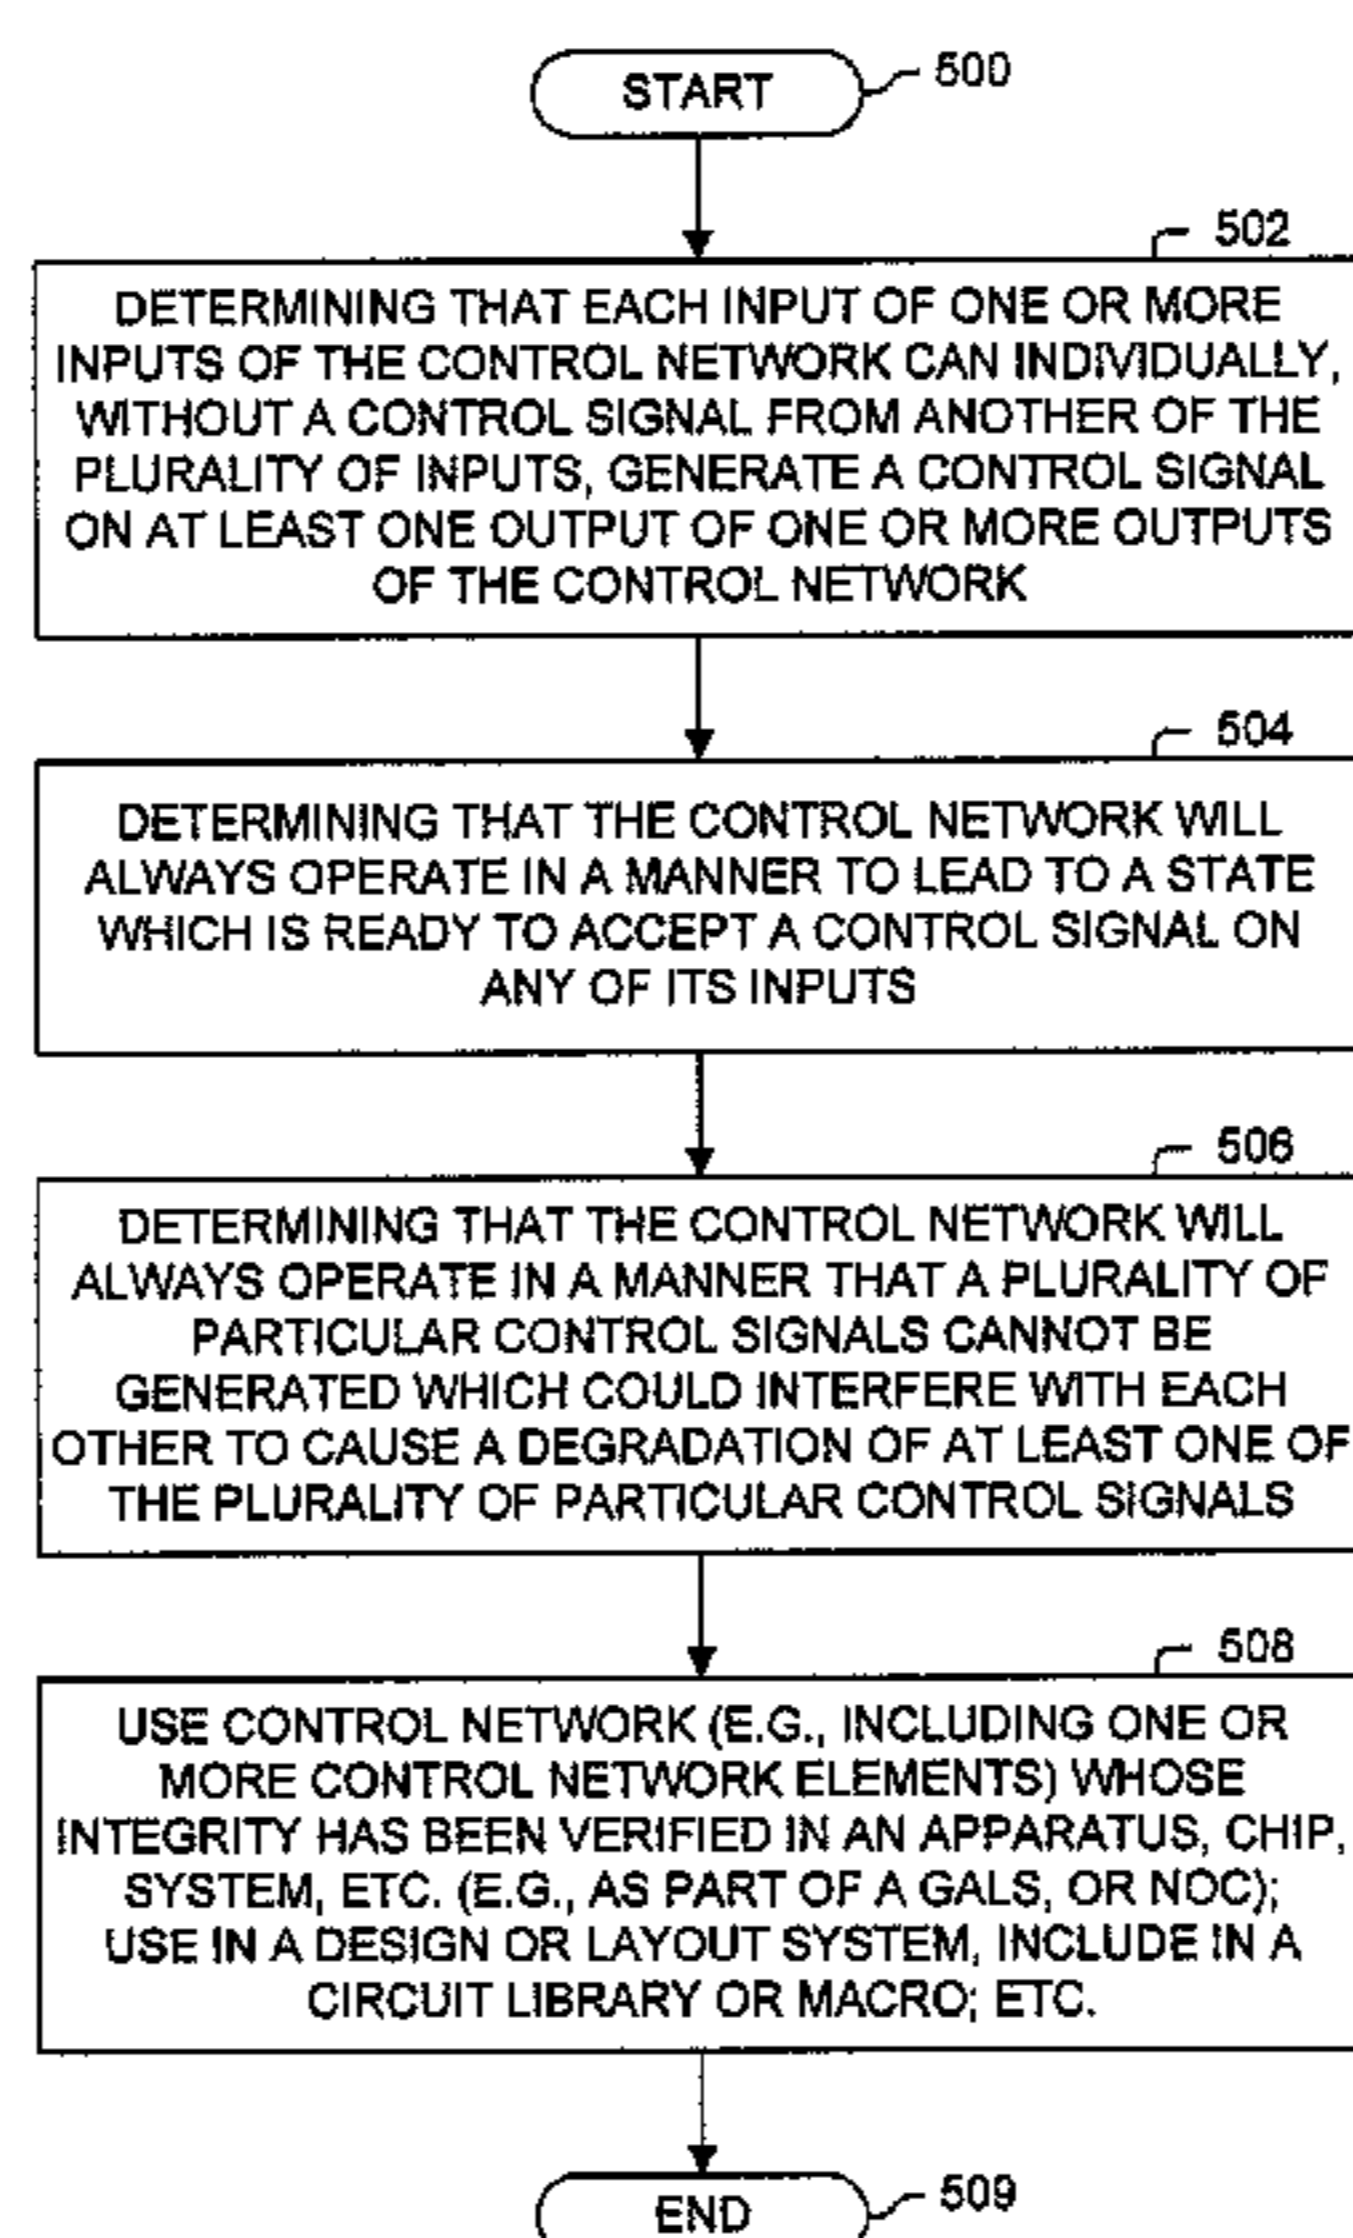 START
500
502
DETERMINING THAT EACH INPUT OF ONE OR MORE
INPUTS OF THE CONTROL NETWORK CAN INDIVIDUALLY,
WITHOUT A CONTROL SIGNAL FROM ANOTHER OF THE
PLURALITY OF INPUTS, GENERATE A CONTROL SIGNAL
ON AT LEAST ONE OUTPUT OF ONE OR MORE OUTPUTS
OF THE CONTROL NETWORK
504
DETERMINING THAT THE CONTROL NETWORK WILL
ALWAYS OPERATE IN A MANNER TO LEAD TO A STATE
WHICH IS READY TO ACCEPT A CONTROL SIGNAL ON
ANY OF ITS INPUTS
506
DETERMINING THAT THE CONTROL NETWORK WILL
ALWAYS OPERATE IN A MANNER THAT A PLURALITY OF
PARTICULAR CONTROL SIGNALS CANNOT BE
GENERATED WHICH COULD INTERFERE WITH EACH
OTHER TO CAUSE A DEGRADATION OF AT LEAST ONE OF
THE PLURALITY OF PARTICULAR CONTROL SIGNALS
508
USE CONTROL NETWORK (E.G., INCLUDING ONE OR
MORE CONTROL NETWORK ELEMENTS) WHOSE
INTEGRITY HAS BEEN VERIFIED IN AN APPARATUS, CHIP,
SYSTEM, ETC. (E.G., AS PART OF A GALS, OR NOC);
USE IN A DESIGN OR LAYOUT SYSTEM, INCLUDE IN A
CIRCUIT LIBRARY OR MACRO; ETC.
END
509